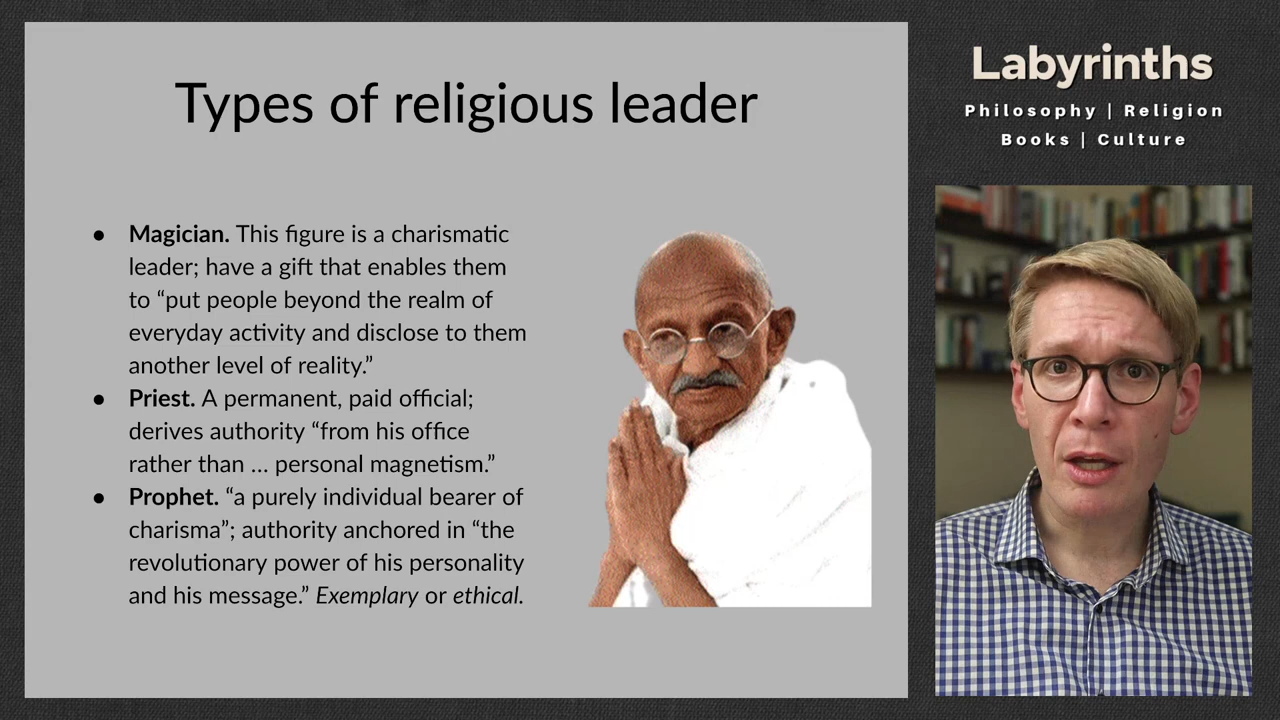 Types of religious leader
● Magician. This figure is a charismatic
leader; have a gift that enables them
to “put people beyond the realm of
everyday activity and disclose to them
another level of reality.”
● Priest. A permanent, paid official;
derives authority “from his office
rather than ... personal magnetism.”
● Prophet. “a purely individual bearer of
charisma”; authority anchored in “the
revolutionary power of his personality
and his message.” Exemplary or ethical.
Labyrinths
Philosophy | Religion
Books | Culture